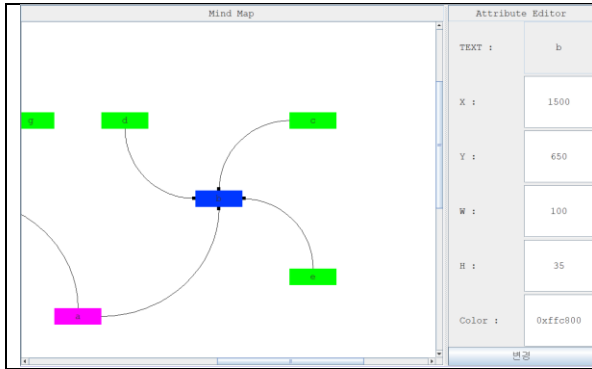 Mind Map
Attribute Editor
TEXT : b
X : 1500
Y : 650
W : 100
H : 35
Color : 0xffc800
변경
g
d
c
e
a